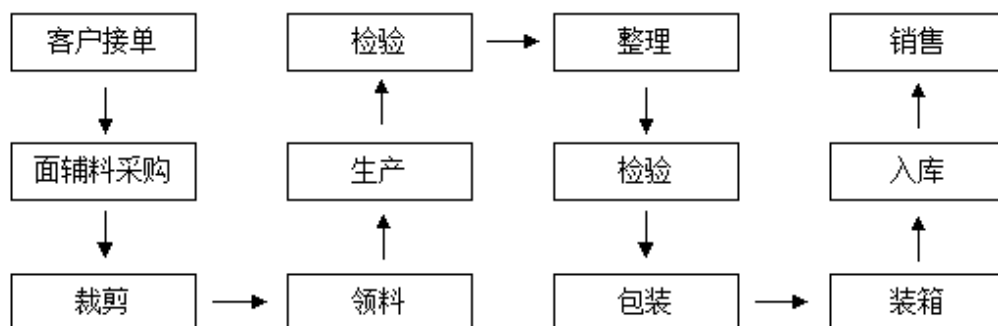 客户接单
检验
整理
销售
面辅料采购
生产
检验
入库
裁剪
领料
包装
装箱